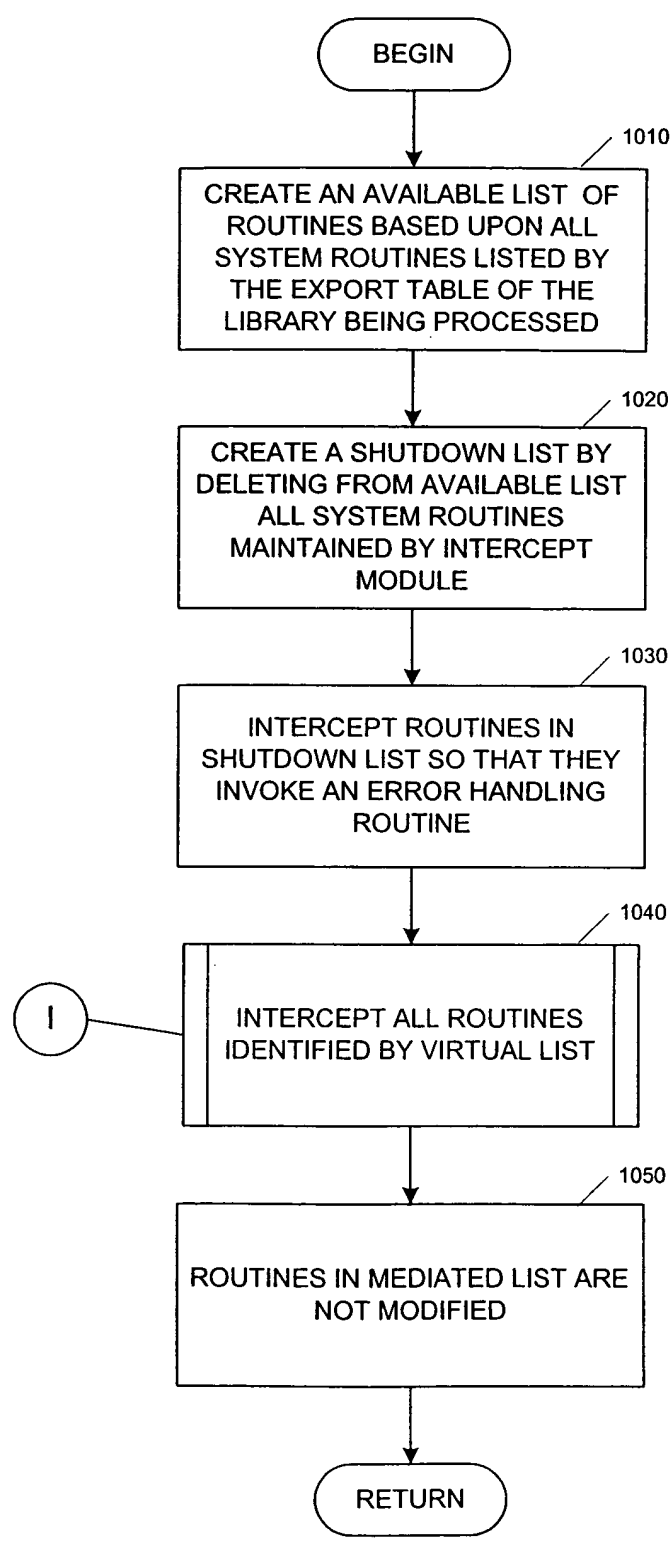 BEGIN
1010
CREATE AN AVAILABLE LIST OF
ROUTINES BASED UPON ALL
SYSTEM ROUTINES LISTED BY
THE EXPORT TABLE OF THE
LIBRARY BEING PROCESSED
1020
CREATE A SHUTDOWN LIST BY
DELETING FROM AVAILABLE LIST
ALL SYSTEM ROUTINES
MAINTAINED BY INTERCEPT
MODULE
1030
INTERCEPT ROUTINES IN
SHUTDOWN LIST SO THAT THEY
INVOKE AN ERROR HANDLING
ROUTINE
1040
I
INTERCEPT ALL ROUTINES
IDENTIFIED BY VIRTUAL LIST
1050
ROUTINES IN MEDIATED LIST ARE
NOT MODIFIED
RETURN